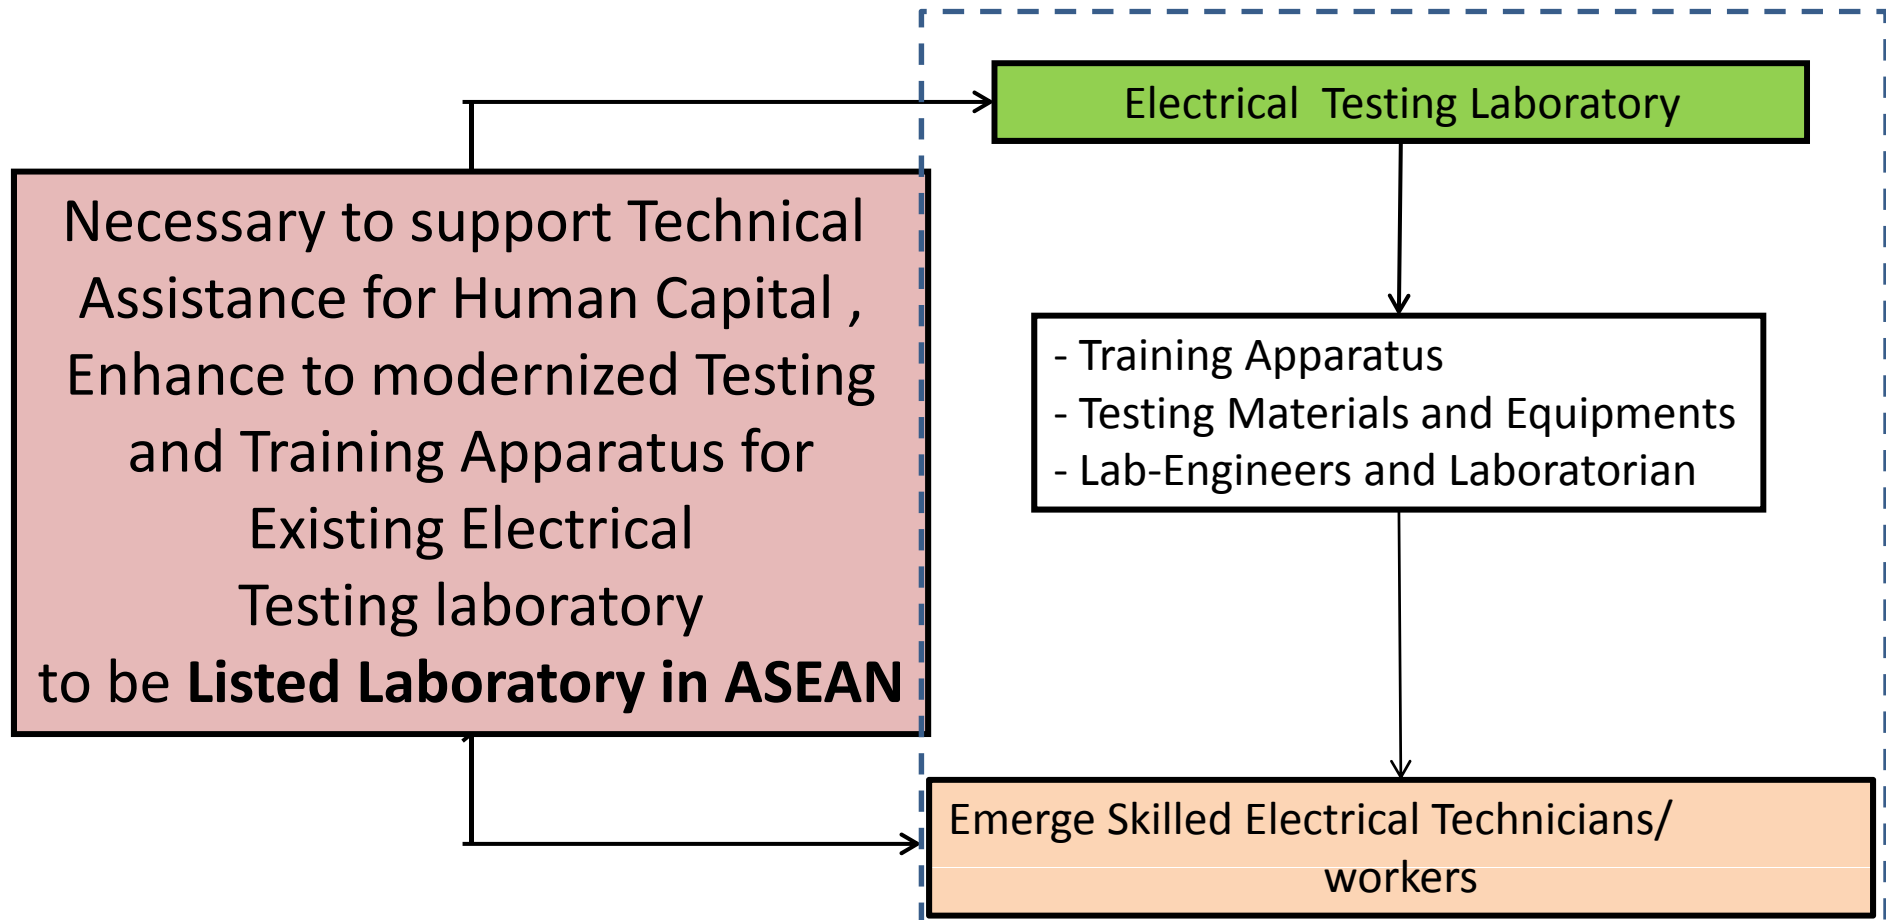 Electrical Testing Laboratory
Necessary to support Technical
Assistance for Human Capital ,
Enhance to modernized Testing
and Training Apparatus for
Existing Electrical
Testing laboratory
to be Listed Laboratory in ASEAN
- Training Apparatus
- Testing Materials and Equipments
- Lab-Engineers and Laboratorian
Emerge Skilled Electrical Technicians/
workers